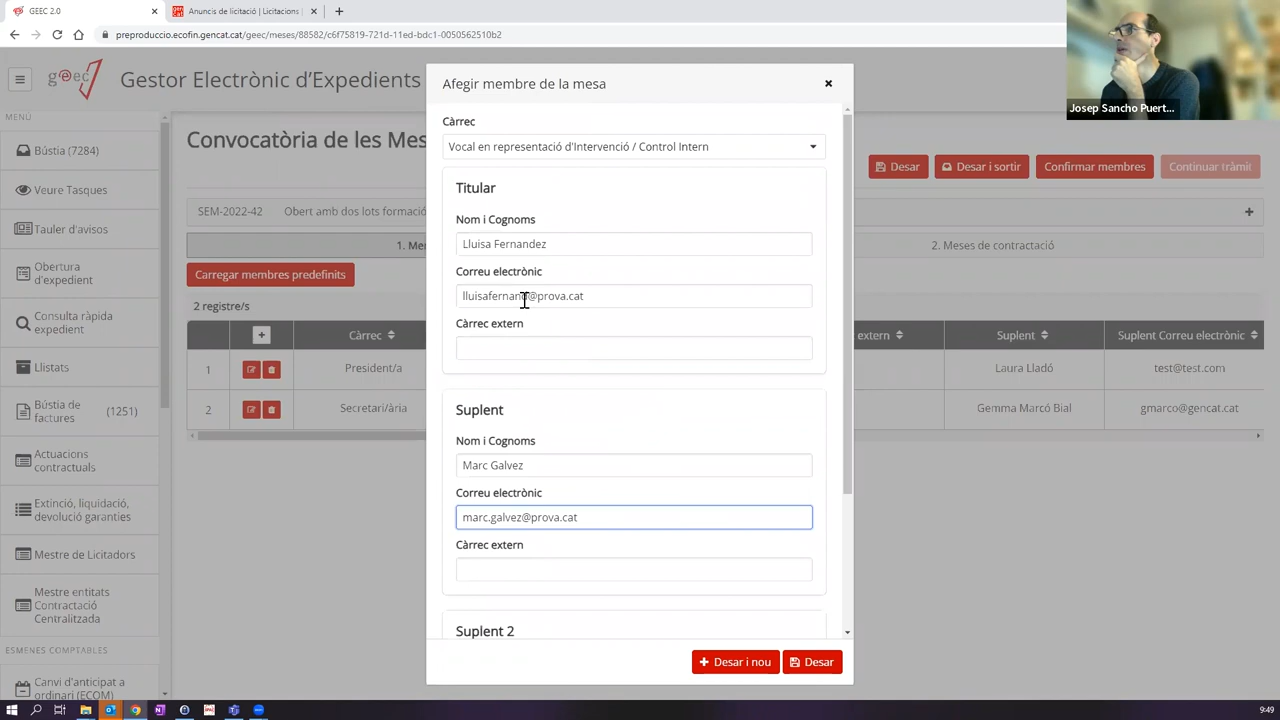 GEEC 2.0
Anuncis de licitació | Licitacions
preproduccio.ecofin.gencat.cat/geec/meses/88582/c6f75819-721d-11ed-bdc1-0050562510b2
geec
Gestor Electrònic d'Expedients
Josep Sancho Puert...
MENÚ
Bústia (7284)
Veure Tasques
Tauler d'avisos
Obertura
d'expedient
Consulta ràpida
expedient
Llistats
Bústia de
factures
(1251)
Actuacions
contractuals
Extinció, liquidació,
devolució garanties
Mestre de Licitadors
Mestre entitats
Contractació
Centralitzada
ESMENES COMPTABLES
Canvi d'anticipat a
ordinari (ECOM)
Convocatòria de les Mes
Desar
Desar i sortir
Confirmar membres
Continuar tràmit
SEM-2022-42 Obert amb dos lots formació
1. Me
2. Meses de contractació
Carregar membres predefinits
2 registre/s
Càrrec
extern
Suplent
Suplent Correu electrònic
1 President/a Laura Lladó test@test.com
2 Secretari/ària Gemma Marcó Bial gmarco@gencat.cat
Afegir membre de la mesa
Càrrec
Vocal en representació d'Intervenció / Control Intern
Titular
Nom i Cognoms
Lluisa Fernandez
Correu electrònic
lluisafernand@prova.cat
Càrrec extern
Suplent
Nom i Cognoms
Marc Galvez
Correu electrònic
marc.galvez@prova.cat
Càrrec extern
Suplent 2
Desar i nou
Desar
9:49